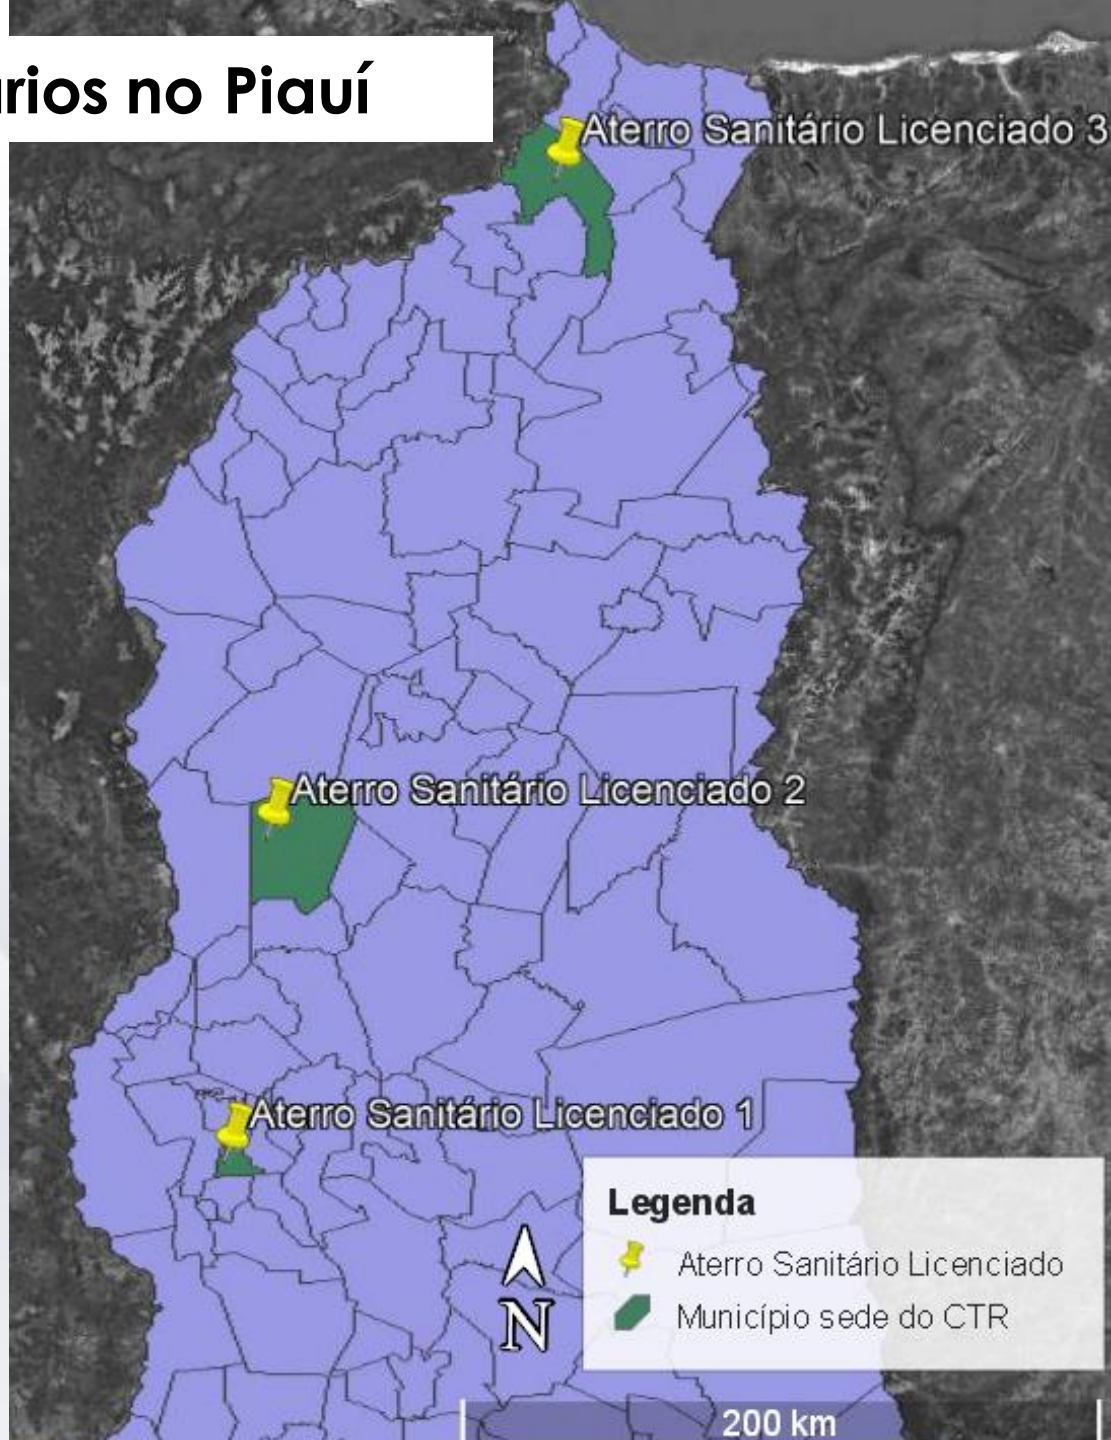 rios no Piauí
Aterro Sanitário Licenciado 3
Aterro Sanitário Licenciado 2
Aterro Sanitário Licenciado 1
Legenda
Aterro Sanitário Licenciado
Município sede do CTR
N
200 km